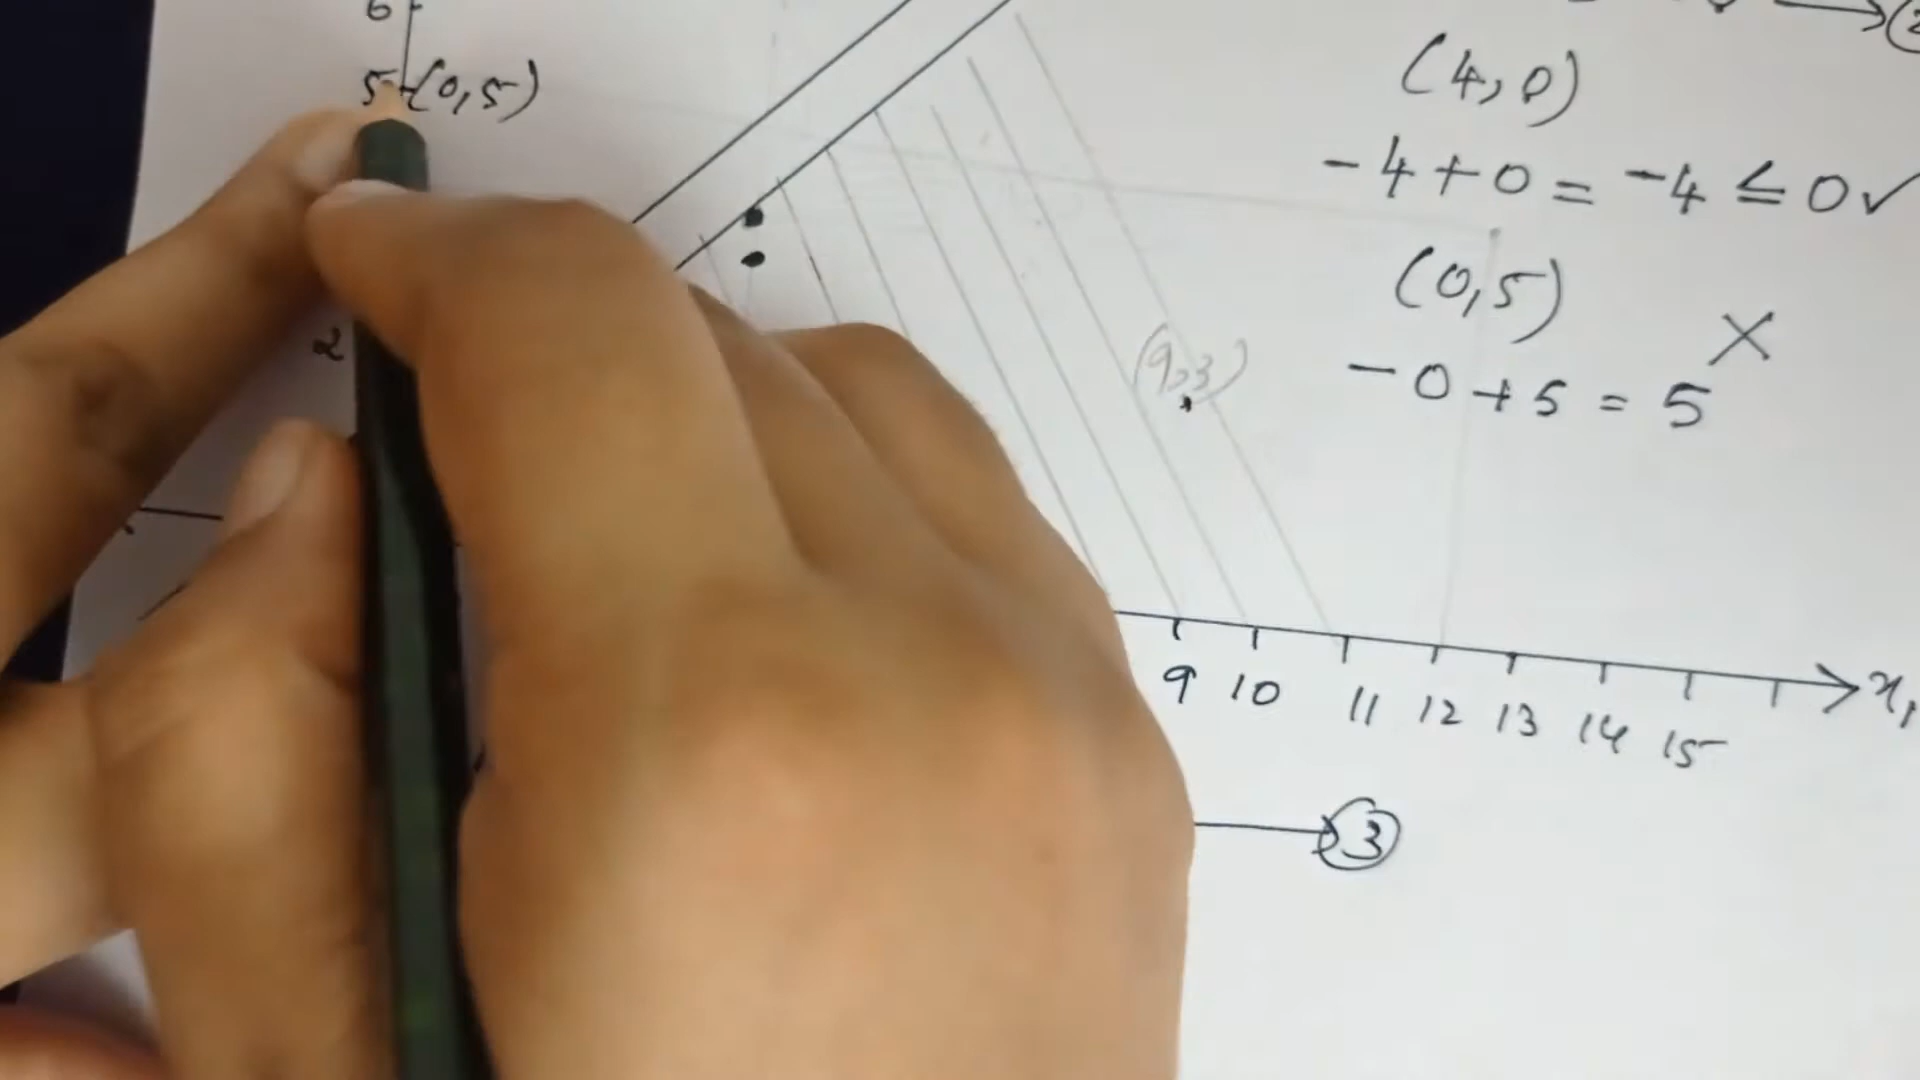 6
5 (0,5)
2
(9,3)
9 10 11 12 13 14 15
x₁
3
(4,0)
-4+0 = -4 ≤ 0✓
(0,5)
-0+5 = 5 ×